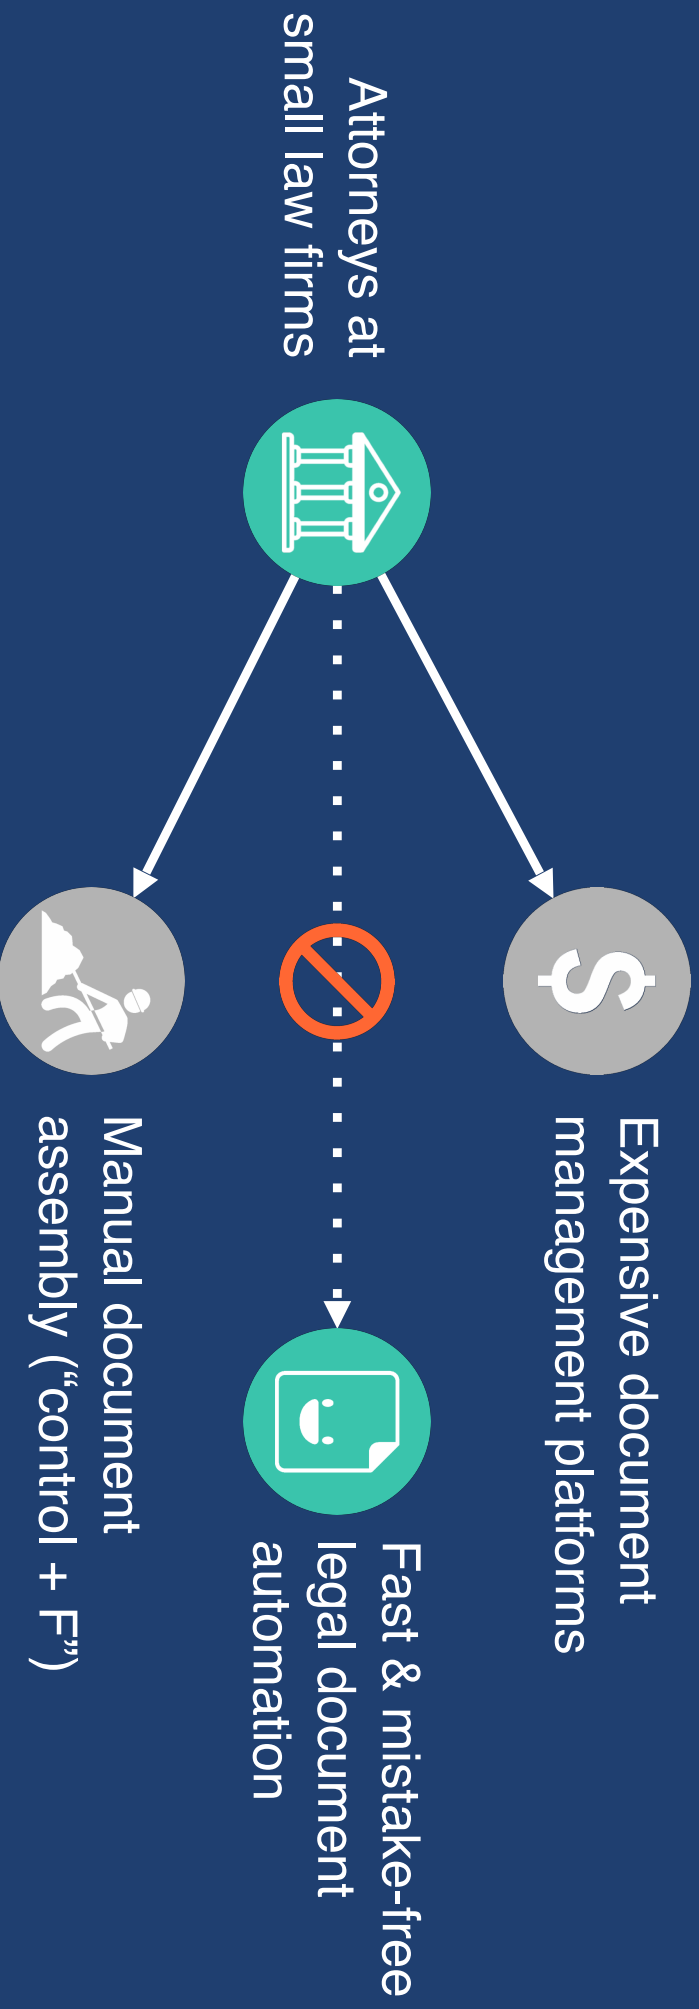 Attorneys at
small law firms
$
Expensive document
management platforms
Fast & mistake-free
legal document
automation
Manual document
assembly (“control + F”)